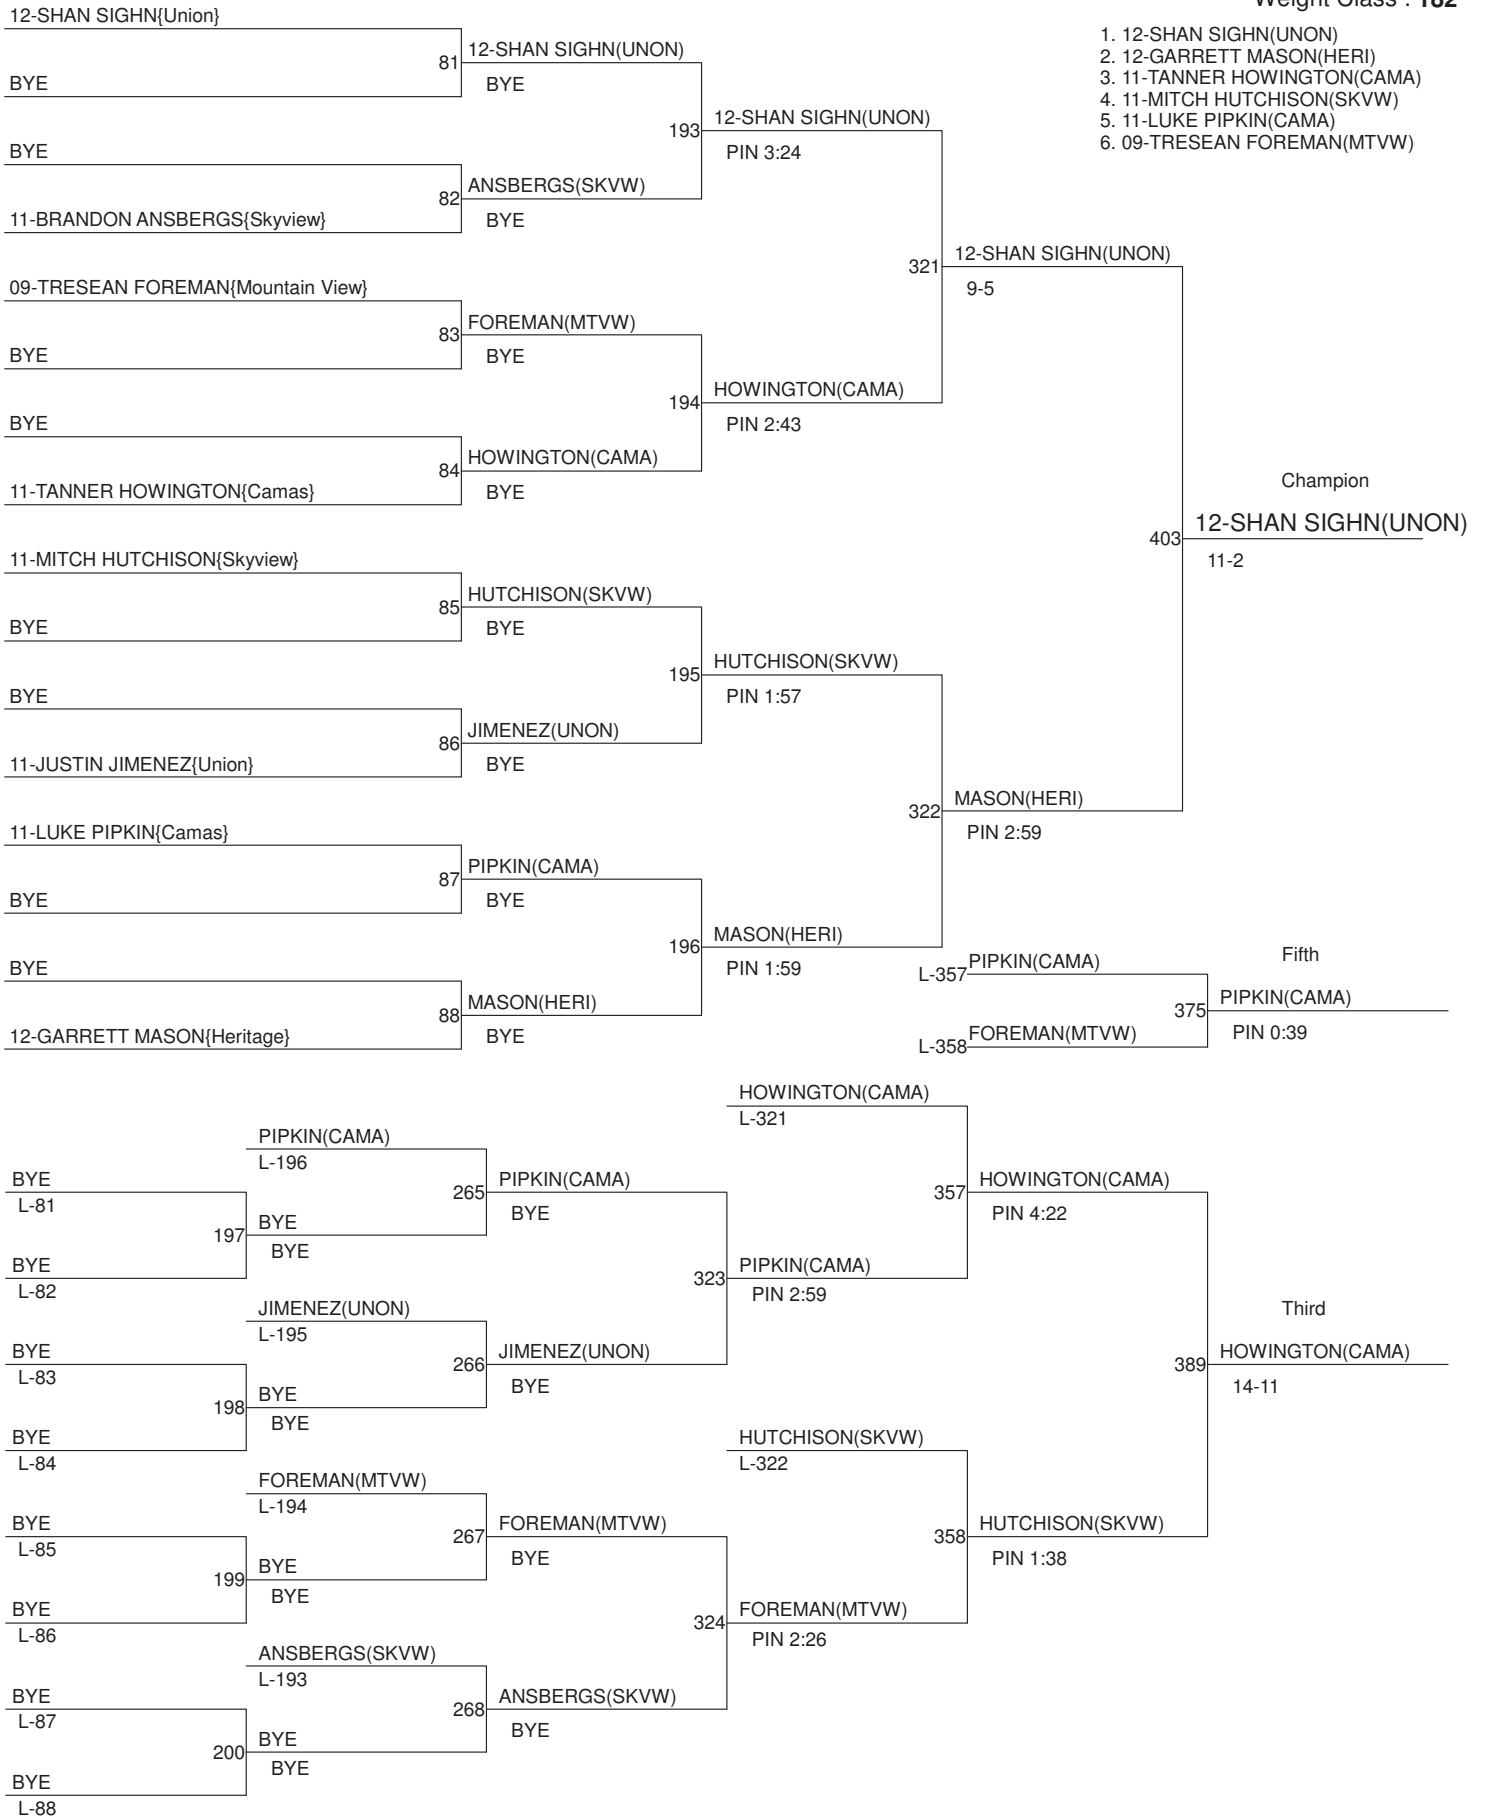 Weight Class : 182
1. 12-SHAN SIGHN(UNON)
2. 12-GARRETT MASON(HERI)
3. 11-TANNER HOWINGTON(CAMA)
4. 11-MITCH HUTCHISON(SKVW)
5. 11-LUKE PIPKIN(CAMA)
6. 09-TRESEAN FOREMAN(MTVW)
12-SHAN SIGHN{Union}
81
12-SHAN SIGHN(UNON)
BYE
BYE
193
12-SHAN SIGHN(UNON)
PIN 3:24
BYE
82
ANSBERGS(SKVW)
BYE
11-BRANDON ANSBERGS{Skyview}
321
12-SHAN SIGHN(UNON)
9-5
09-TRESEAN FOREMAN{Mountain View}
83
FOREMAN(MTVW)
BYE
BYE
194
HOWINGTON(CAMA)
PIN 2:43
BYE
84
HOWINGTON(CAMA)
BYE
11-TANNER HOWINGTON{Camas}
Champion
403
12-SHAN SIGHN(UNON)
11-2
11-MITCH HUTCHISON{Skyview}
85
HUTCHISON(SKVW)
BYE
BYE
195
HUTCHISON(SKVW)
PIN 1:57
BYE
86
JIMENEZ(UNON)
BYE
11-JUSTIN JIMENEZ{Union}
322
MASON(HERI)
PIN 2:59
11-LUKE PIPKIN{Camas}
87
PIPKIN(CAMA)
BYE
BYE
196
MASON(HERI)
PIN 1:59
BYE
88
MASON(HERI)
BYE
12-GARRETT MASON{Heritage}
L-357
PIPKIN(CAMA)
Fifth
375
PIPKIN(CAMA)
PIN 0:39
L-358
FOREMAN(MTVW)
HOWINGTON(CAMA)
L-321
PIPKIN(CAMA)
L-196
BYE
L-81
265
PIPKIN(CAMA)
BYE
357
HOWINGTON(CAMA)
PIN 4:22
197
BYE
BYE
BYE
L-82
323
PIPKIN(CAMA)
PIN 2:59
JIMENEZ(UNON)
L-195
Third
BYE
L-83
266
JIMENEZ(UNON)
BYE
389
HOWINGTON(CAMA)
14-11
198
BYE
BYE
BYE
L-84
HUTCHISON(SKVW)
L-322
FOREMAN(MTVW)
L-194
BYE
L-85
267
FOREMAN(MTVW)
BYE
358
HUTCHISON(SKVW)
PIN 1:38
199
BYE
BYE
BYE
L-86
324
FOREMAN(MTVW)
PIN 2:26
ANSBERGS(SKVW)
L-193
BYE
L-87
268
ANSBERGS(SKVW)
BYE
200
BYE
BYE
BYE
L-88